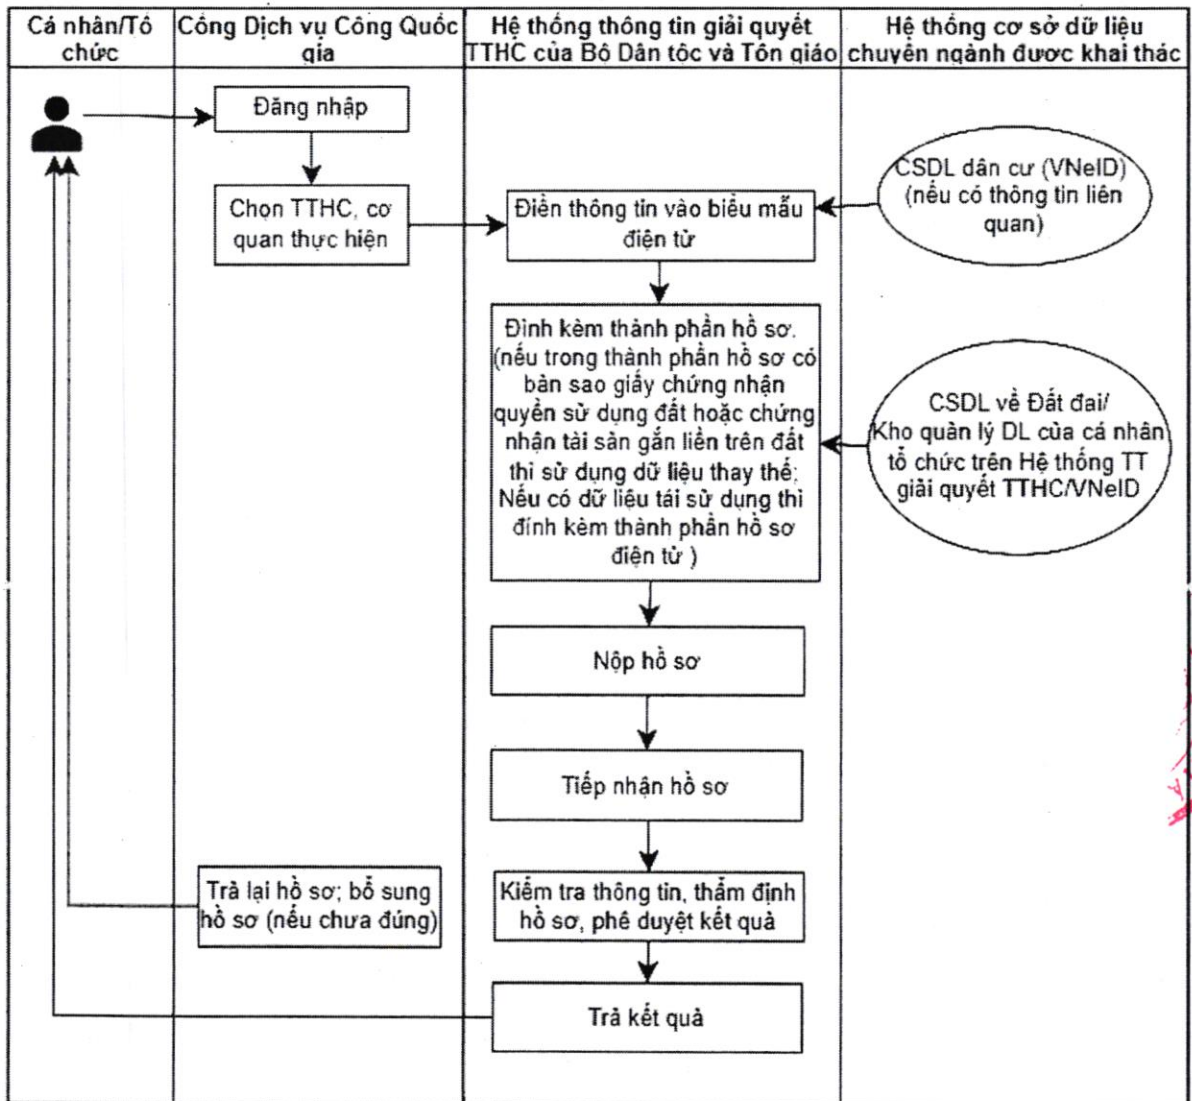 Cá nhân/Tổ
chức
Cổng Dịch vụ Công Quốc
gia
Hệ thống thông tin giải quyết
TTHC của Bộ Dân tộc và Tôn giáo
Hệ thống cơ sở dữ liệu
chuyên ngành được khai thác
Đăng nhập
Chọn TTHC, cơ
quan thực hiện
Điền thông tin vào biểu mẫu
điện tử
CSDL dân cư (VNeID)
(nếu có thông tin liên
quan)
Đính kèm thành phần hồ sơ.
(nếu trong thành phần hồ sơ có
bản sao giấy chứng nhận
quyền sử dụng đất hoặc chứng
nhận tài sản gắn liền trên đất
thì sử dụng dữ liệu thay thế;
Nếu có dữ liệu tái sử dụng thì
đính kèm thành phần hồ sơ
điện tử )
CSDL về Đất đai/
Kho quản lý DL của cá nhân
tổ chức trên Hệ thống TT
giải quyết TTHC/VNeID
Nộp hồ sơ
Tiếp nhận hồ sơ
Trả lại hồ sơ; bổ sung
hồ sơ (nếu chưa đúng)
Kiểm tra thông tin, thẩm định
hồ sơ, phê duyệt kết quả
Trả kết quả